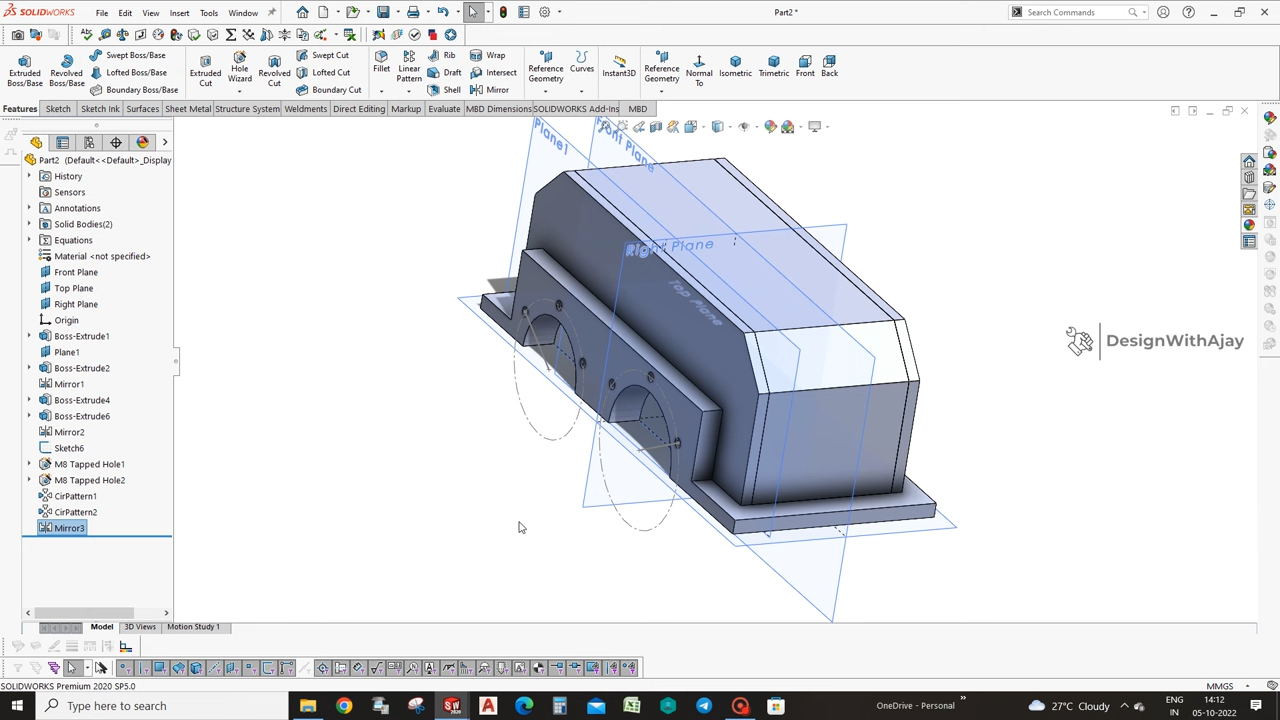 SOLIDWORKS
File Edit View Insert Tools Window
Part2 *
Search Commands
Extruded Boss/Base
Revolved Boss/Base
Swept Boss/Base
Lofted Boss/Base
Boundary Boss/Base
Extruded Cut
Hole Wizard
Revolved Cut
Swept Cut
Lofted Cut
Boundary Cut
Fillet
Linear Pattern
Rib
Draft
Shell
Wrap
Intersect
Mirror
Reference Geometry
Curves
Instant3D
Reference Geometry
Normal To
Isometric
Trimetric
Front
Back
Features Sketch Sketch Ink Surfaces Sheet Metal Structure System Weldments Direct Editing Markup Evaluate MBD Dimensions SOLIDWORKS Add-Ins MBD
Part2 (Default<<Default>_Display
History
Sensors
Annotations
Solid Bodies(2)
Equations
Material <not specified>
Front Plane
Top Plane
Right Plane
Origin
Boss-Extrude1
Plane1
Boss-Extrude2
Mirror1
Boss-Extrude4
Boss-Extrude6
Mirror2
Sketch6
M8 Tapped Hole1
M8 Tapped Hole2
CirPattern1
CirPattern2
Mirror3
Plane1
Front Plane
Right Plane
Top Plane
DesignWithAjay
Model 3D Views Motion Study 1
SOLIDWORKS Premium 2020 SP5.0
MMGS
Type here to search
OneDrive - Personal
27°C Cloudy
ENG
IN
14:12
05-10-2022